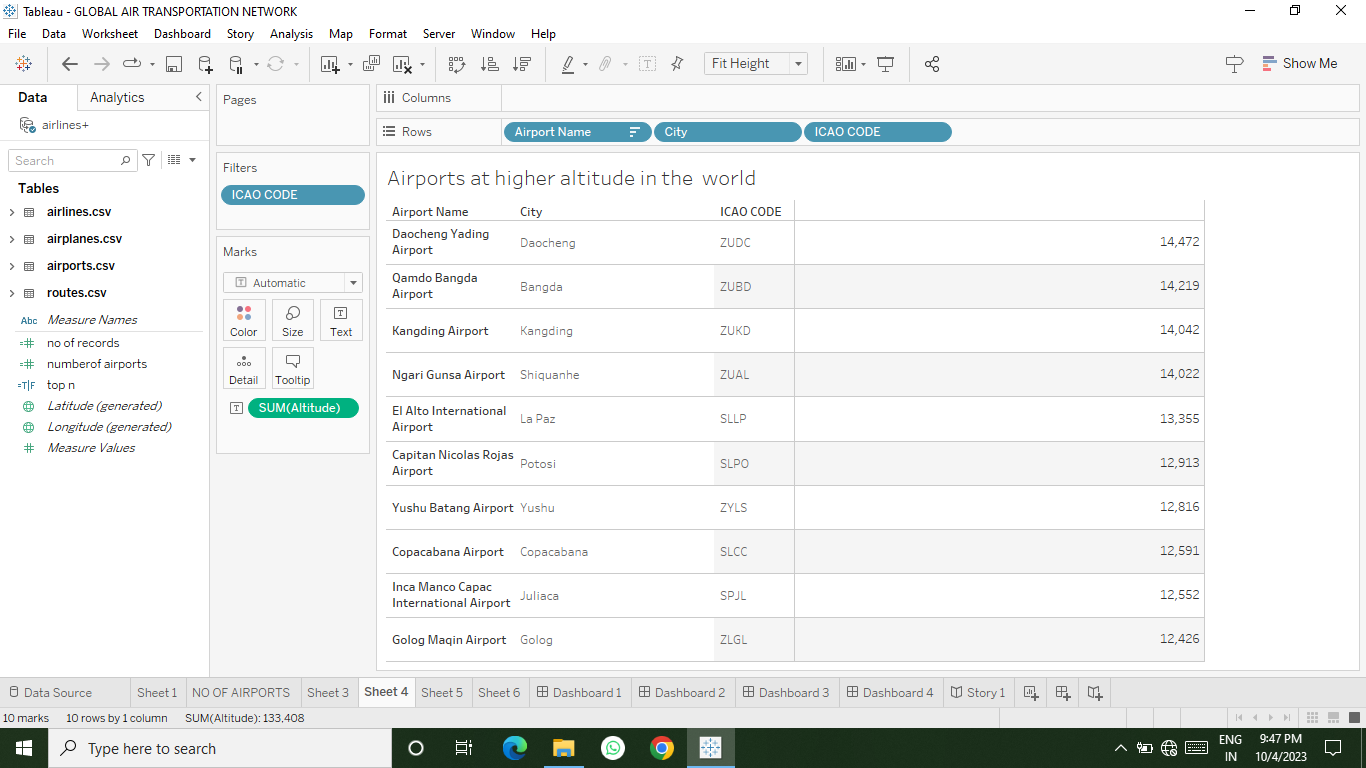 Tableau - GLOBAL AIR TRANSPORTATION NETWORK
File Data Worksheet Dashboard Story Analysis Map Format Server Window Help
Fit Height
Show Me
Data Analytics
airlines+
Search
Tables
airlines.csv
airplanes.csv
airports.csv
routes.csv
Abc Measure Names
no of records
numberof airports
T|F top n
Latitude (generated)
Longitude (generated)
Measure Values
Pages
Filters
ICAO CODE
Marks
Automatic
Color Size Text
Detail Tooltip
SUM(Altitude)
Columns
Rows Airport Name City ICAO CODE
Airports at higher altitude in the world
Airport Name City ICAO CODE
Daocheng Yading
Airport Daocheng ZUDC 14,472
Qamdo Bangda
Airport Bangda ZUBD 14,219
Kangding Airport Kangding ZUKD 14,042
Ngari Gunsa Airport Shiquanhe ZUAL 14,022
El Alto International
Airport La Paz SLLP 13,355
Capitan Nicolas Rojas
Airport Potosi SLPO 12,913
Yushu Batang Airport Yushu ZYLS 12,816
Copacabana Airport Copacabana SLCC 12,591
Inca Manco Capac
International Airport Juliaca SPJL 12,552
Golog Maqin Airport Golog ZLGL 12,426
Data Source Sheet 1 NO OF AIRPORTS Sheet 3 Sheet 4 Sheet 5 Sheet 6 Dashboard 1 Dashboard 2 Dashboard 3 Dashboard 4 Story 1
10 marks 10 rows by 1 column SUM(Altitude): 133,408
Type here to search
ENG
IN
9:47 PM
10/4/2023